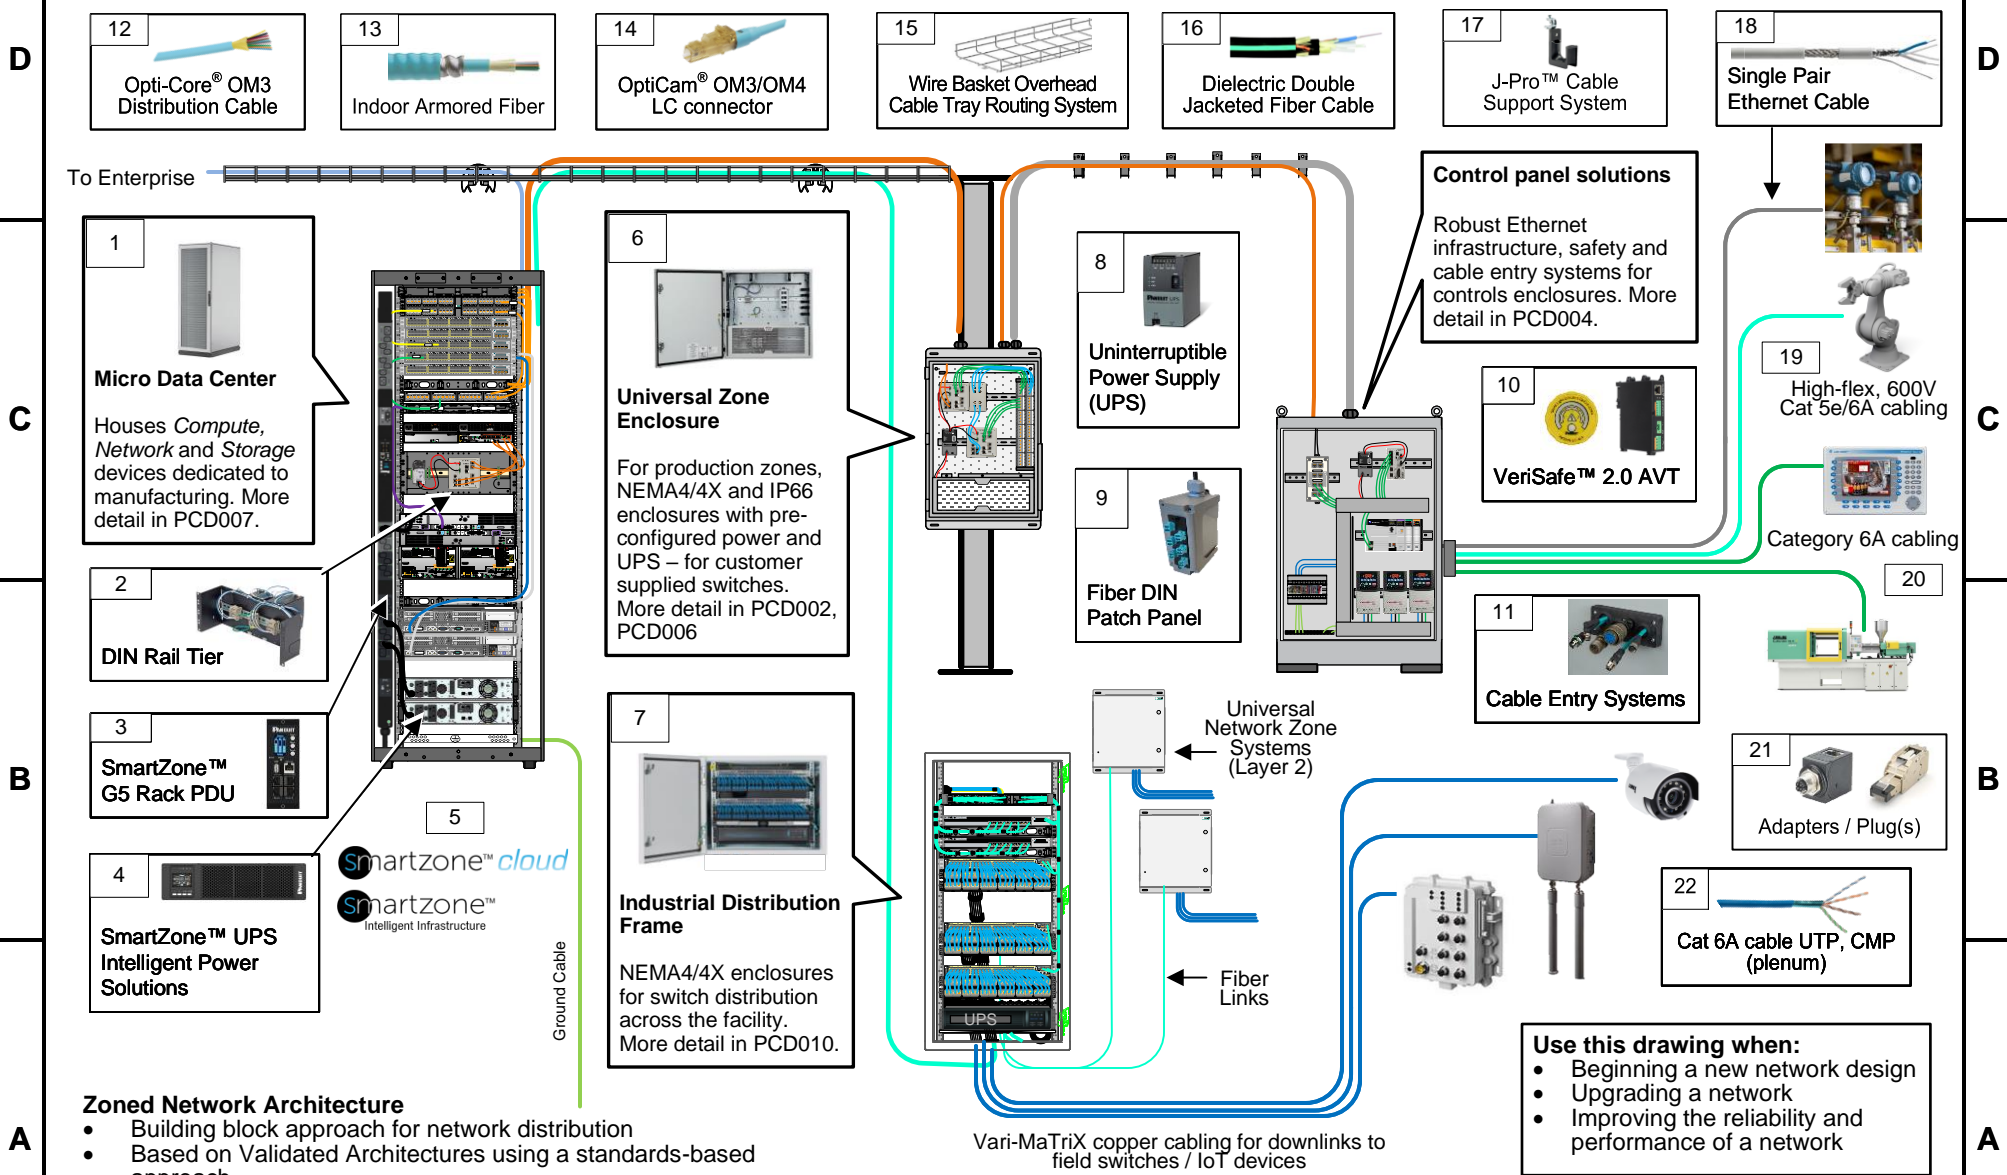 D
12
Opti-Core® OM3
Distribution Cable
13
Indoor Armored Fiber
14
OptiCam® OM3/OM4
LC connector
15
Wire Basket Overhead
Cable Tray Routing System
16
Dielectric Double
Jacketed Fiber Cable
17
J-Pro™ Cable
Support System
18
Single Pair
Ethernet Cable
D
To Enterprise
C
1
Micro Data Center
Houses Compute,
Network and Storage
devices dedicated to
manufacturing. More
detail in PCD007.
2
DIN Rail Tier
3
SmartZone™
G5 Rack PDU
4
SmartZone™ UPS
Intelligent Power
Solutions
5
smartzone™ cloud
smartzone™
Intelligent Infrastructure
Ground Cable
6
Universal Zone
Enclosure
For production zones,
NEMA4/4X and IP66
enclosures with pre-
configured power and
UPS – for customer
supplied switches.
More detail in PCD002,
PCD006
7
Industrial Distribution
Frame
NEMA4/4X enclosures
for switch distribution
across the facility.
More detail in PCD010.
8
PANDUIT UPS
Uninterruptible
Power Supply
(UPS)
9
Fiber DIN
Patch Panel
Control panel solutions
Robust Ethernet
infrastructure, safety and
cable entry systems for
controls enclosures. More
detail in PCD004.
10
VeriSafe™ 2.0 AVT
11
Cable Entry Systems
19
High-flex, 600V
Cat 5e/6A cabling
Category 6A cabling
20
C
B
Universal
Network Zone
Systems
(Layer 2)
UPS
Fiber
Links
21
Adapters / Plug(s)
22
Cat 6A cable UTP, CMP
(plenum)
B
A
Zoned Network Architecture
• Building block approach for network distribution
• Based on Validated Architectures using a standards-based
approach
Vari-MaTriX copper cabling for downlinks to
field switches / IoT devices
Use this drawing when:
• Beginning a new network design
• Upgrading a network
• Improving the reliability and
performance of a network
A